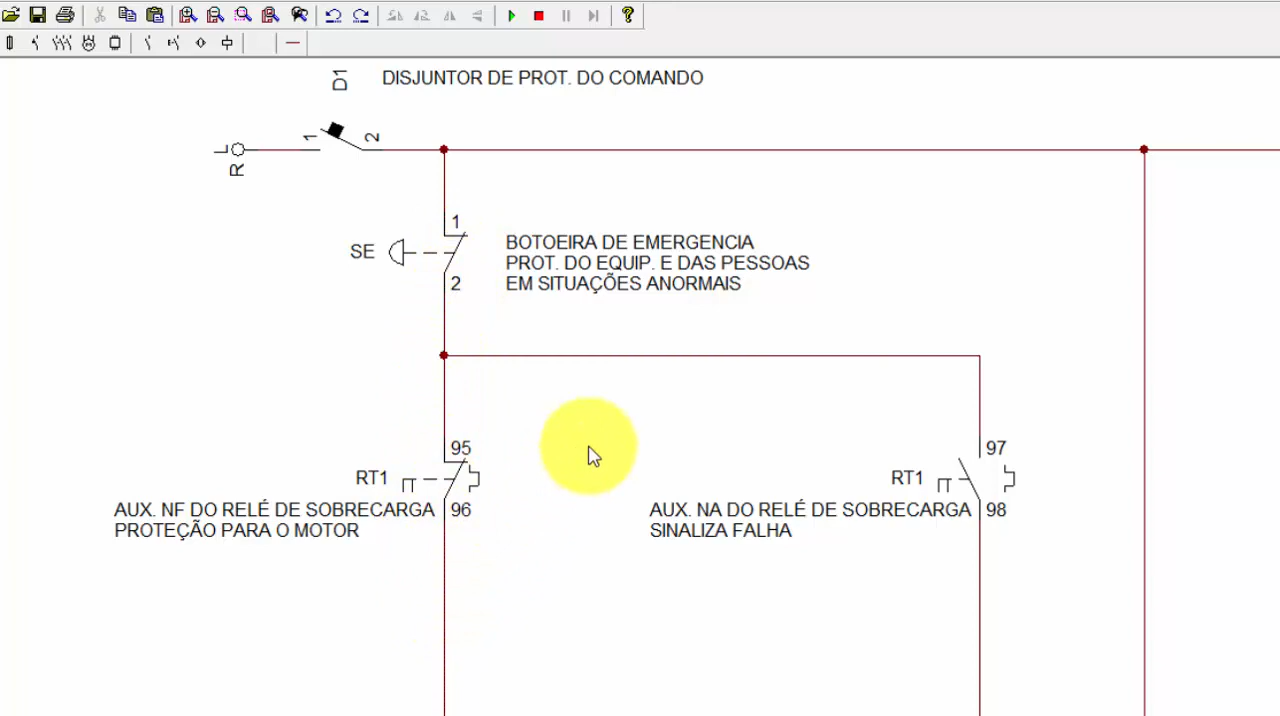 D1
DISJUNTOR DE PROT. DO COMANDO
1
2
L
R
1
SE
2
BOTOEIRA DE EMERGENCIA
PROT. DO EQUIP. E DAS PESSOAS
EM SITUAÇÕES ANORMAIS
95
RT1
AUX. NF DO RELÉ DE SOBRECARGA
PROTEÇÃO PARA O MOTOR
96
97
RT1
AUX. NA DO RELÉ DE SOBRECARGA
SINALIZA FALHA
98